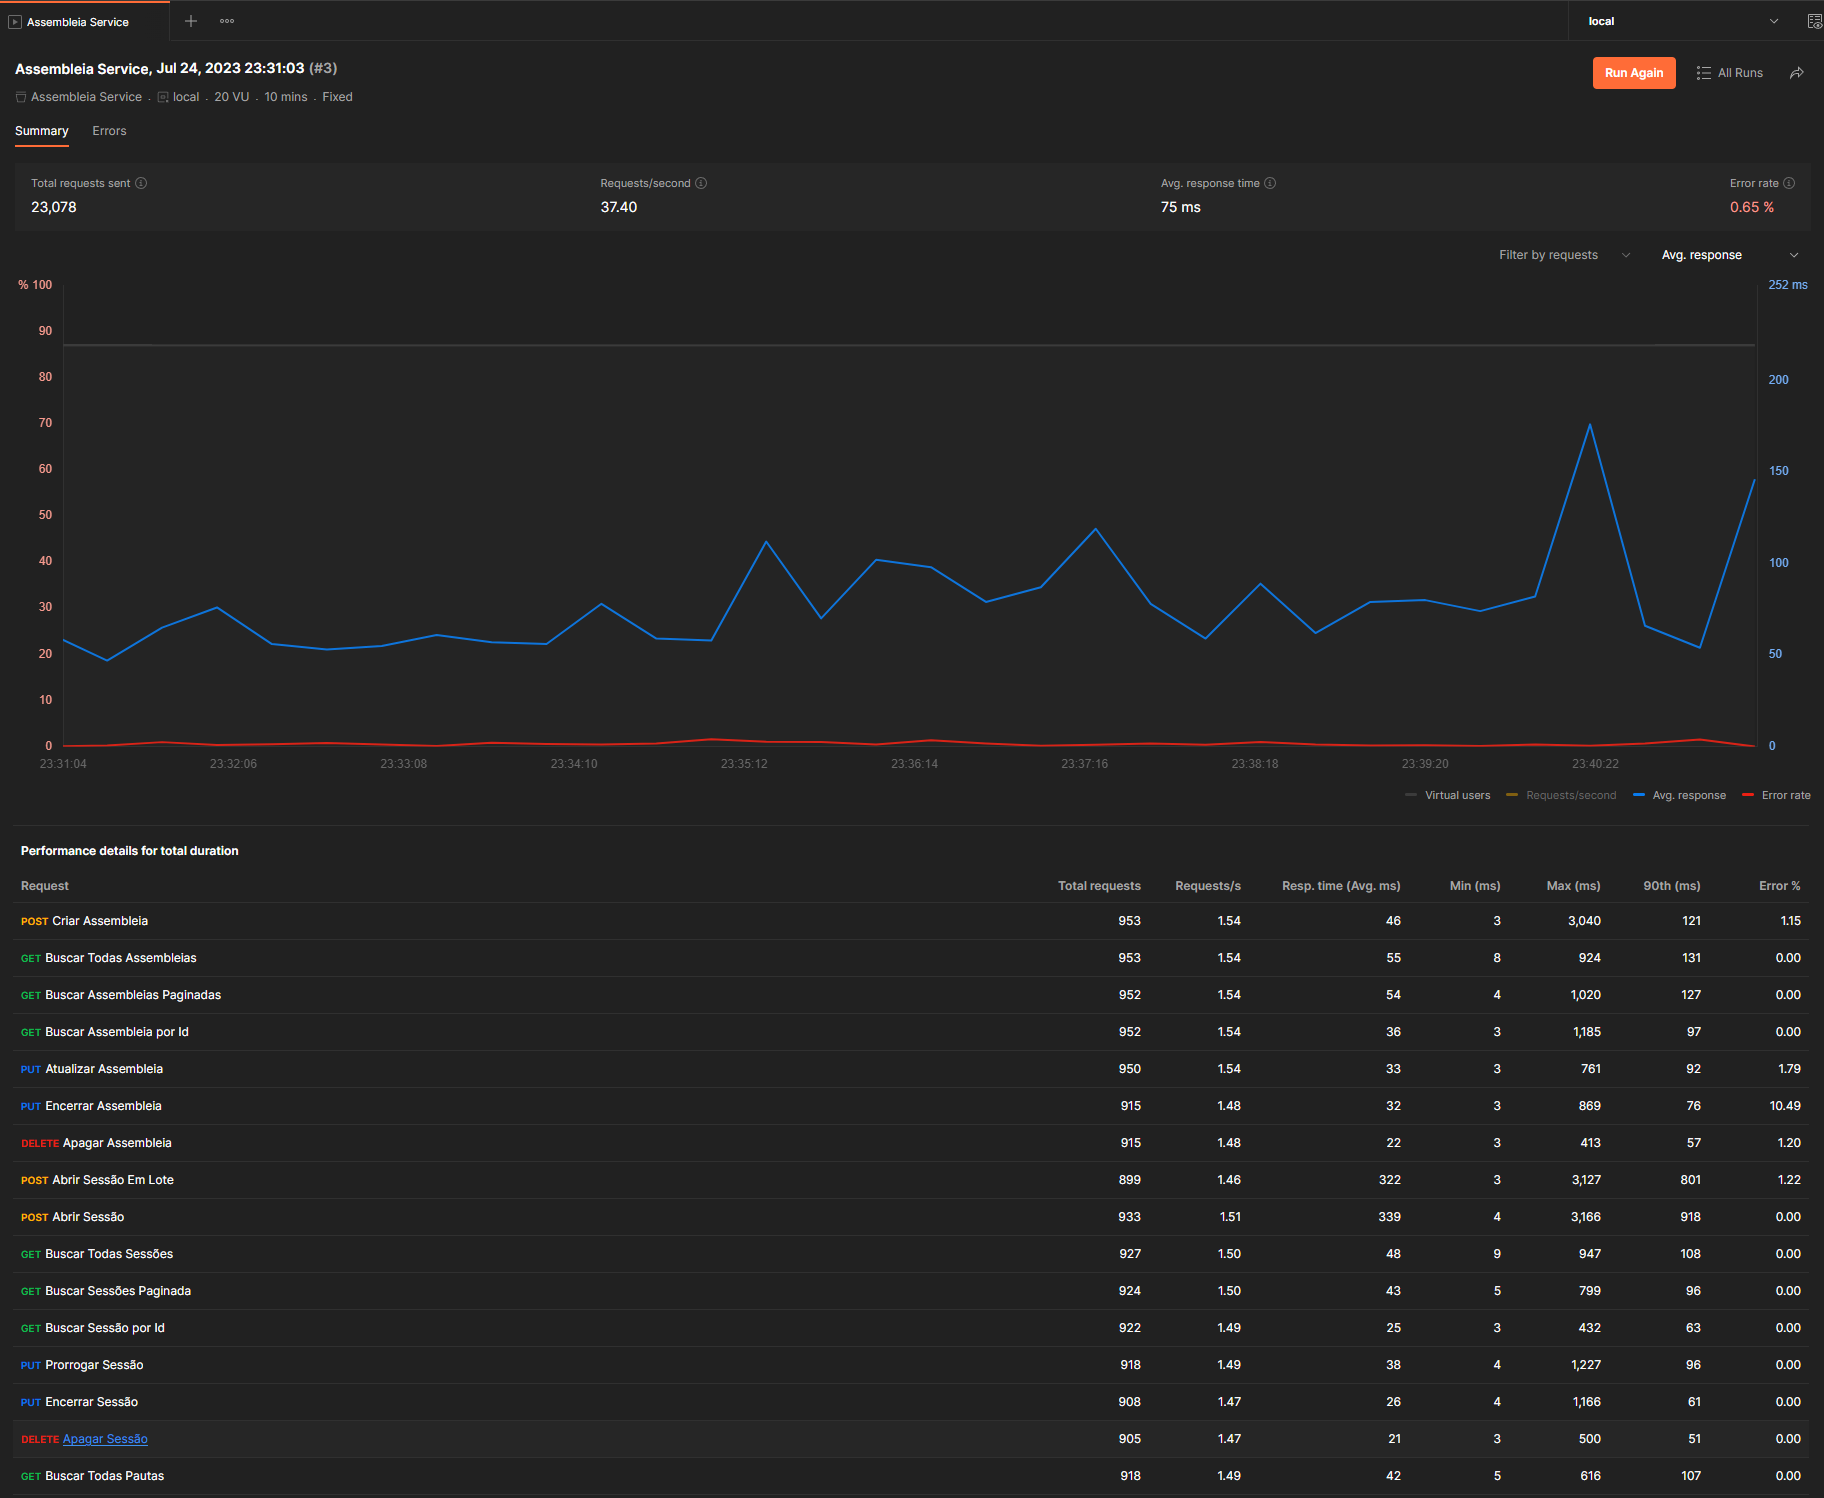 Assembleia Service
local
Assembleia Service, Jul 24, 2023 23:31:03 (#3)
Run Again
All Runs
Assembleia Service . local . 20 VU . 10 mins . Fixed
Summary Errors
Total requests sent Requests/second Avg. response time Error rate
23,078 37.40 75 ms 0.65 %
Filter by requests Avg. response
% 100
90
80
70
60
50
40
30
20
10
0
252 ms
200
150
100
50
0
23:31:04 23:32:06 23:33:08 23:34:10 23:35:12 23:36:14 23:37:16 23:38:18 23:39:20 23:40:22
Virtual users Requests/second Avg. response Error rate
Performance details for total duration
Request Total requests Requests/s Resp. time (Avg. ms) Min (ms) Max (ms) 90th (ms) Error %
POST Criar Assembleia 953 1.54 46 3 3,040 121 1.15
GET Buscar Todas Assembleias 953 1.54 55 8 924 131 0.00
GET Buscar Assembleias Paginadas 952 1.54 54 4 1,020 127 0.00
GET Buscar Assembleia por Id 952 1.54 36 3 1,185 97 0.00
PUT Atualizar Assembleia 950 1.54 33 3 761 92 1.79
PUT Encerrar Assembleia 915 1.48 32 3 869 76 10.49
DELETE Apagar Assembleia 915 1.48 22 3 413 57 1.20
POST Abrir Sessão Em Lote 899 1.46 322 3 3,127 801 1.22
POST Abrir Sessão 933 1.51 339 4 3,166 918 0.00
GET Buscar Todas Sessões 927 1.50 48 9 947 108 0.00
GET Buscar Sessões Paginada 924 1.50 43 5 799 96 0.00
GET Buscar Sessão por Id 922 1.49 25 3 432 63 0.00
PUT Prorrogar Sessão 918 1.49 38 4 1,227 96 0.00
PUT Encerrar Sessão 908 1.47 26 4 1,166 61 0.00
DELETE Apagar Sessão 905 1.47 21 3 500 51 0.00
GET Buscar Todas Pautas 918 1.49 42 5 616 107 0.00